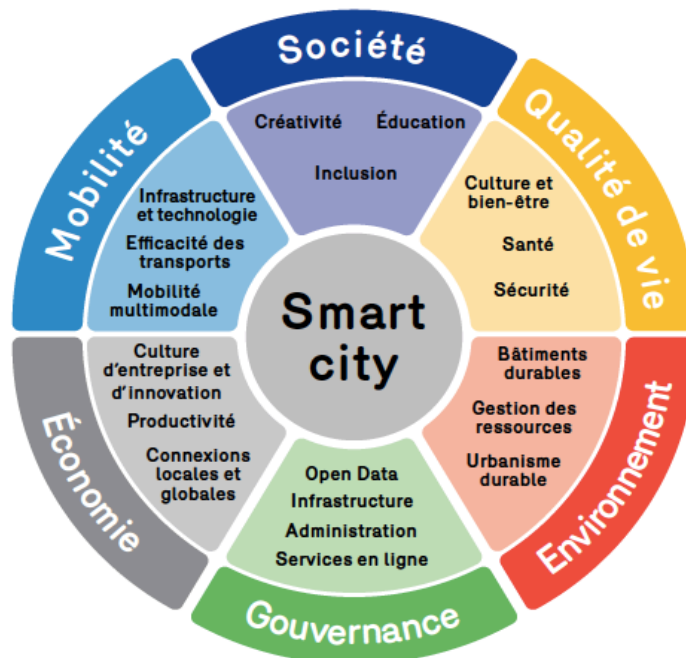 Société
Créativité Éducation
Inclusion
Qualité de vie
Culture et
bien-être
Santé
Sécurité
Environnement
Bâtiments
durables
Gestion des
ressources
Urbanisme
durable
Gouvernance
Open Data
Infrastructure
Administration
Services en ligne
Économie
Culture
d'entreprise et
d'innovation
Productivité
Connexions
locales et
globales
Mobilité
Infrastructure
et technologie
Efficacité des
transports
Mobilité
multimodale
Smart
city